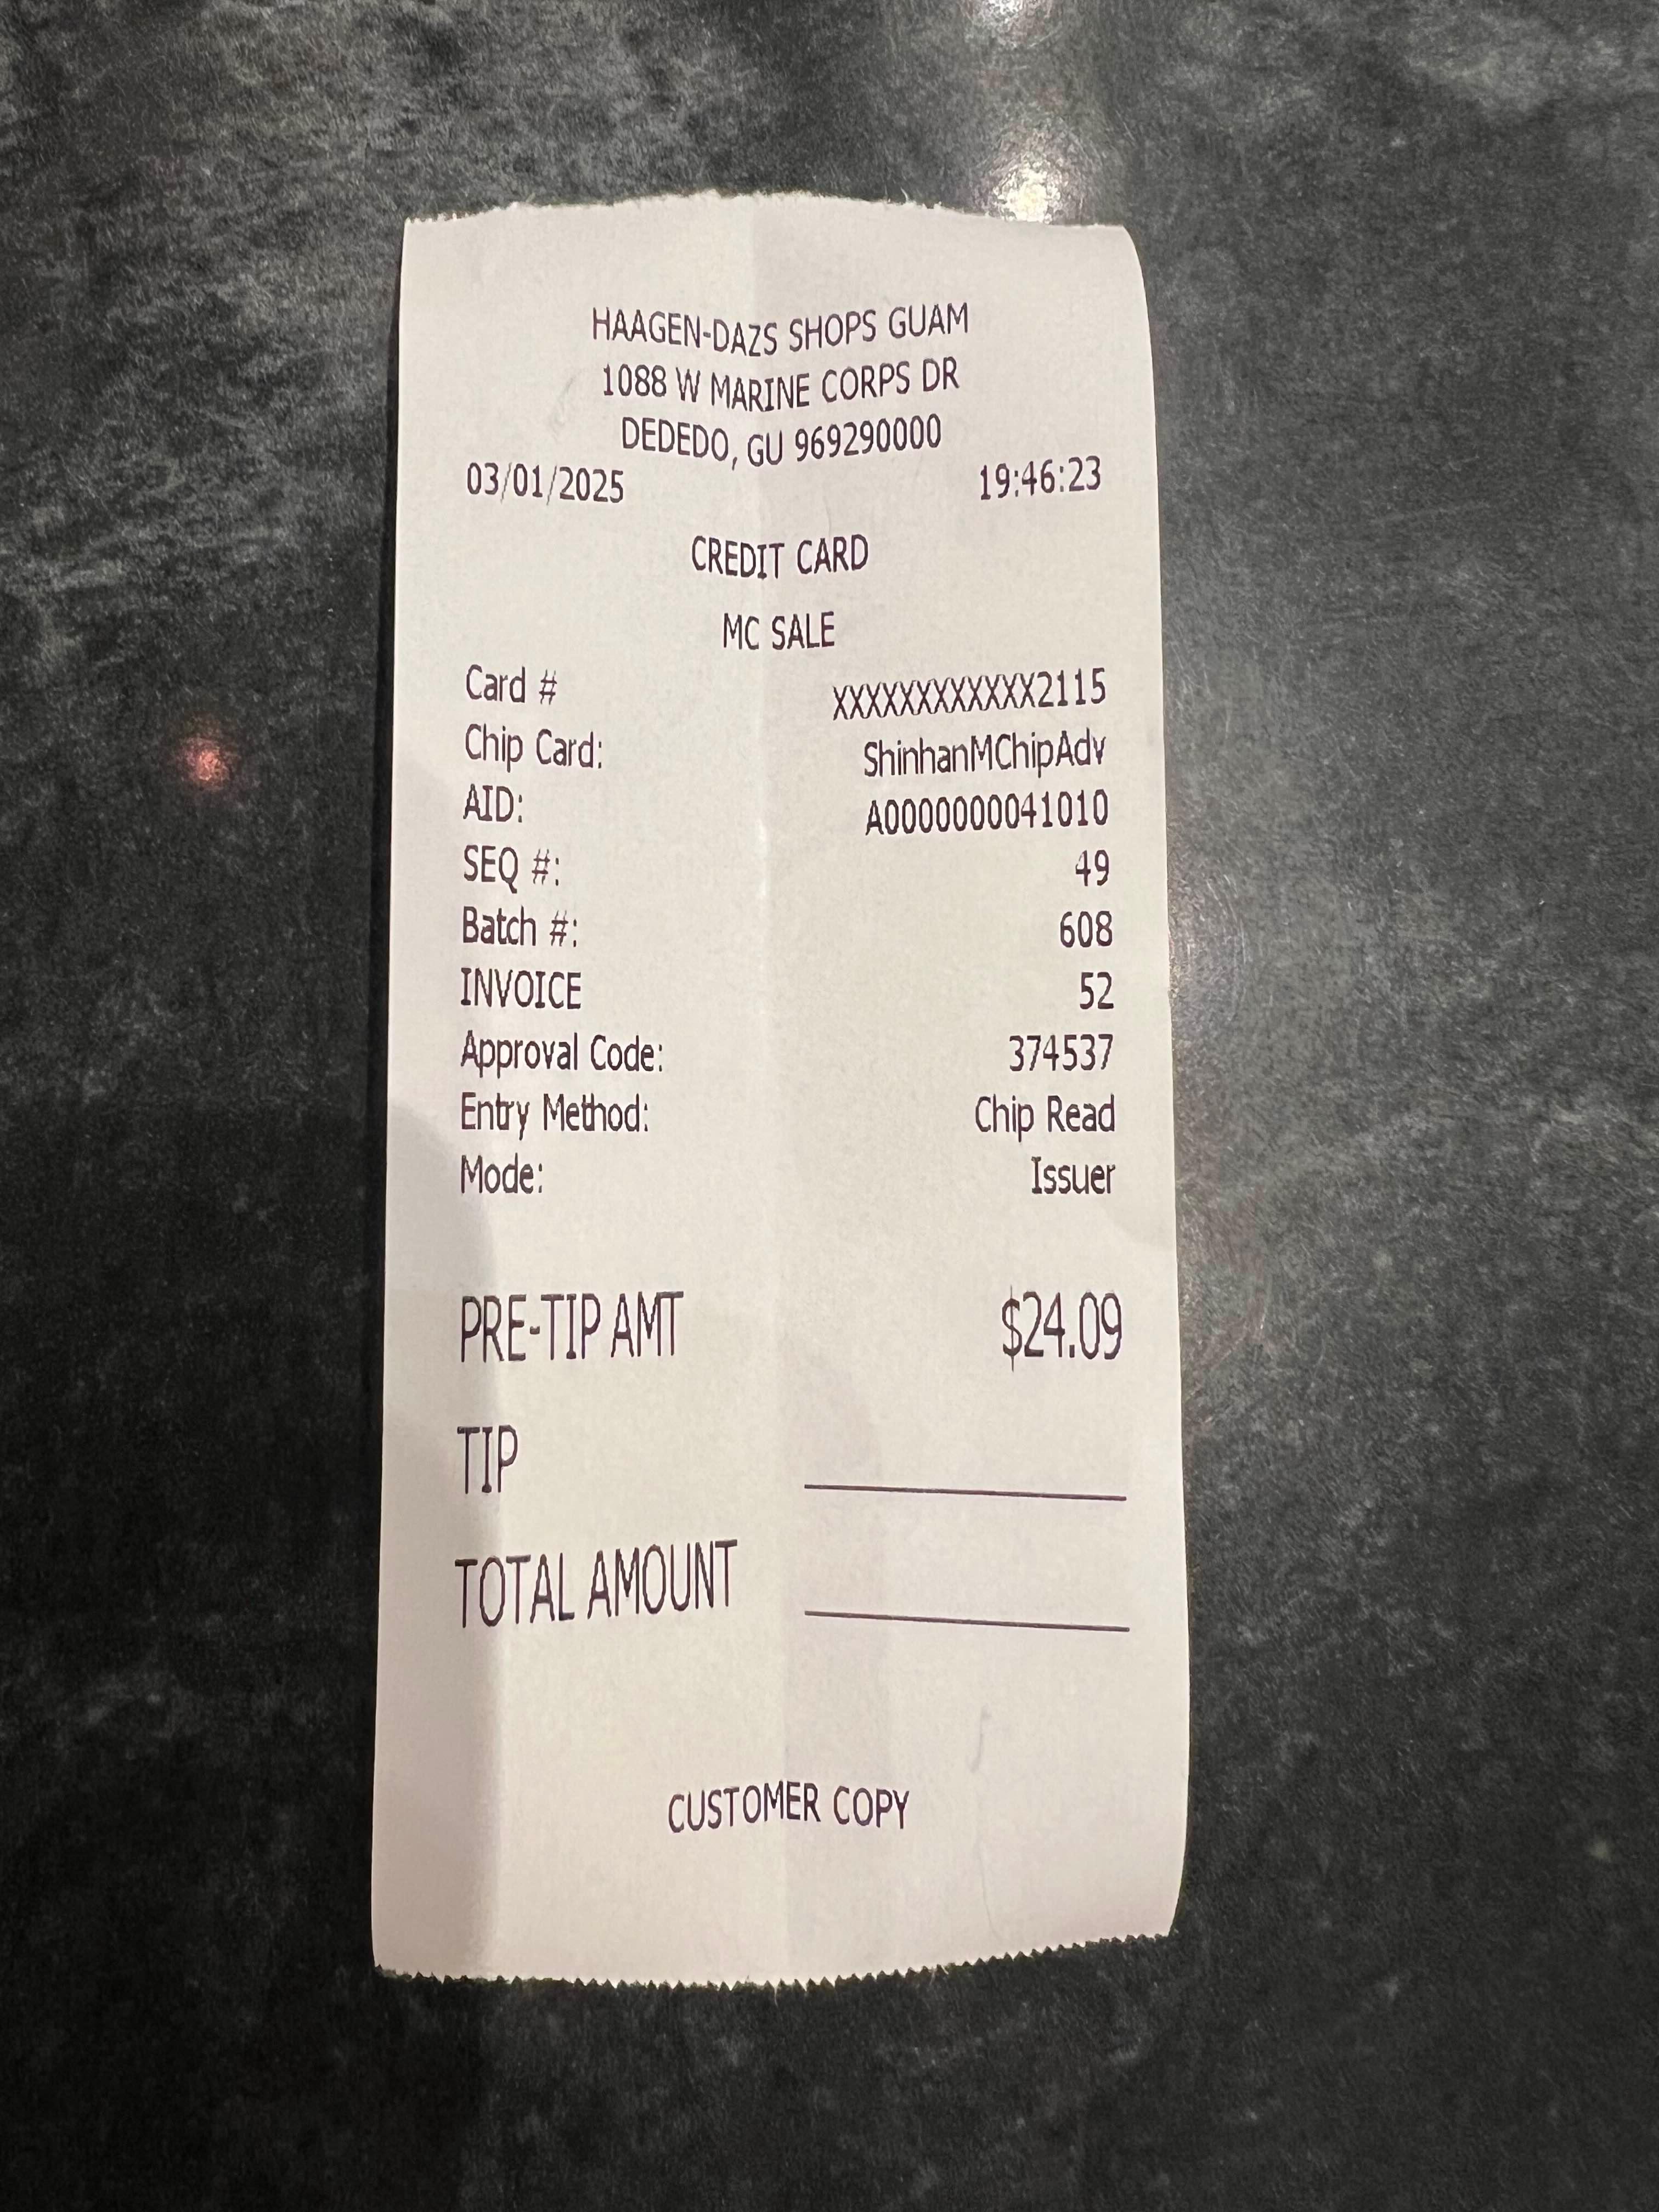 HAAGEN-DAZS SHOPS GUAM
1088 W MARINE CORPS DR
DEDEDO, GU 969290000
03/01/2025 19:46:23
CREDIT CARD
MC SALE
Card # XXXXXXXXXXXX2115
Chip Card: ShinhanMChipAdv
AID: A0000000041010
SEQ #: 49
Batch #: 608
INVOICE 52
Approval Code: 374537
Entry Method: Chip Read
Mode: Issuer
PRE-TIP AMT $24.09
TIP
TOTAL AMOUNT
CUSTOMER COPY